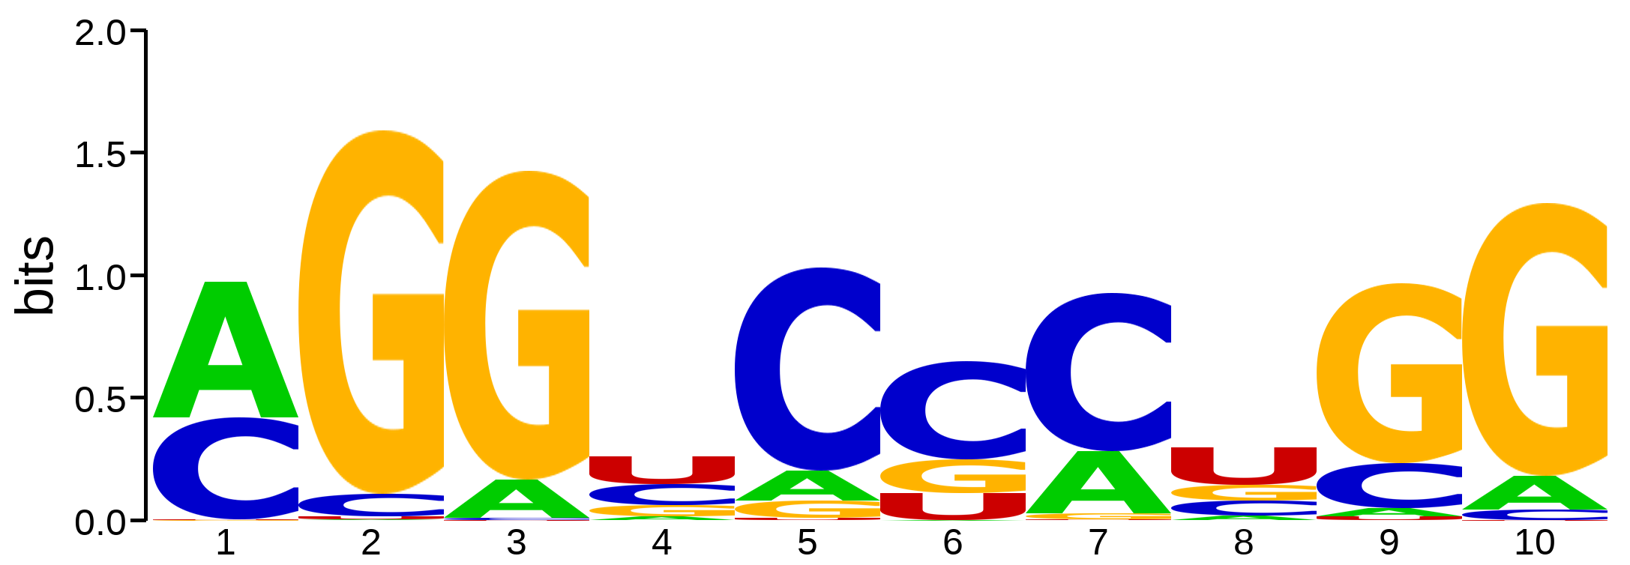 2.0
1.5
1.0
0.5
0.0
bits
A G G U C C C U G G
C C A C A G A G C A
U G G U G C A C
A U A U
1 2 3 4 5 6 7 8 9 10